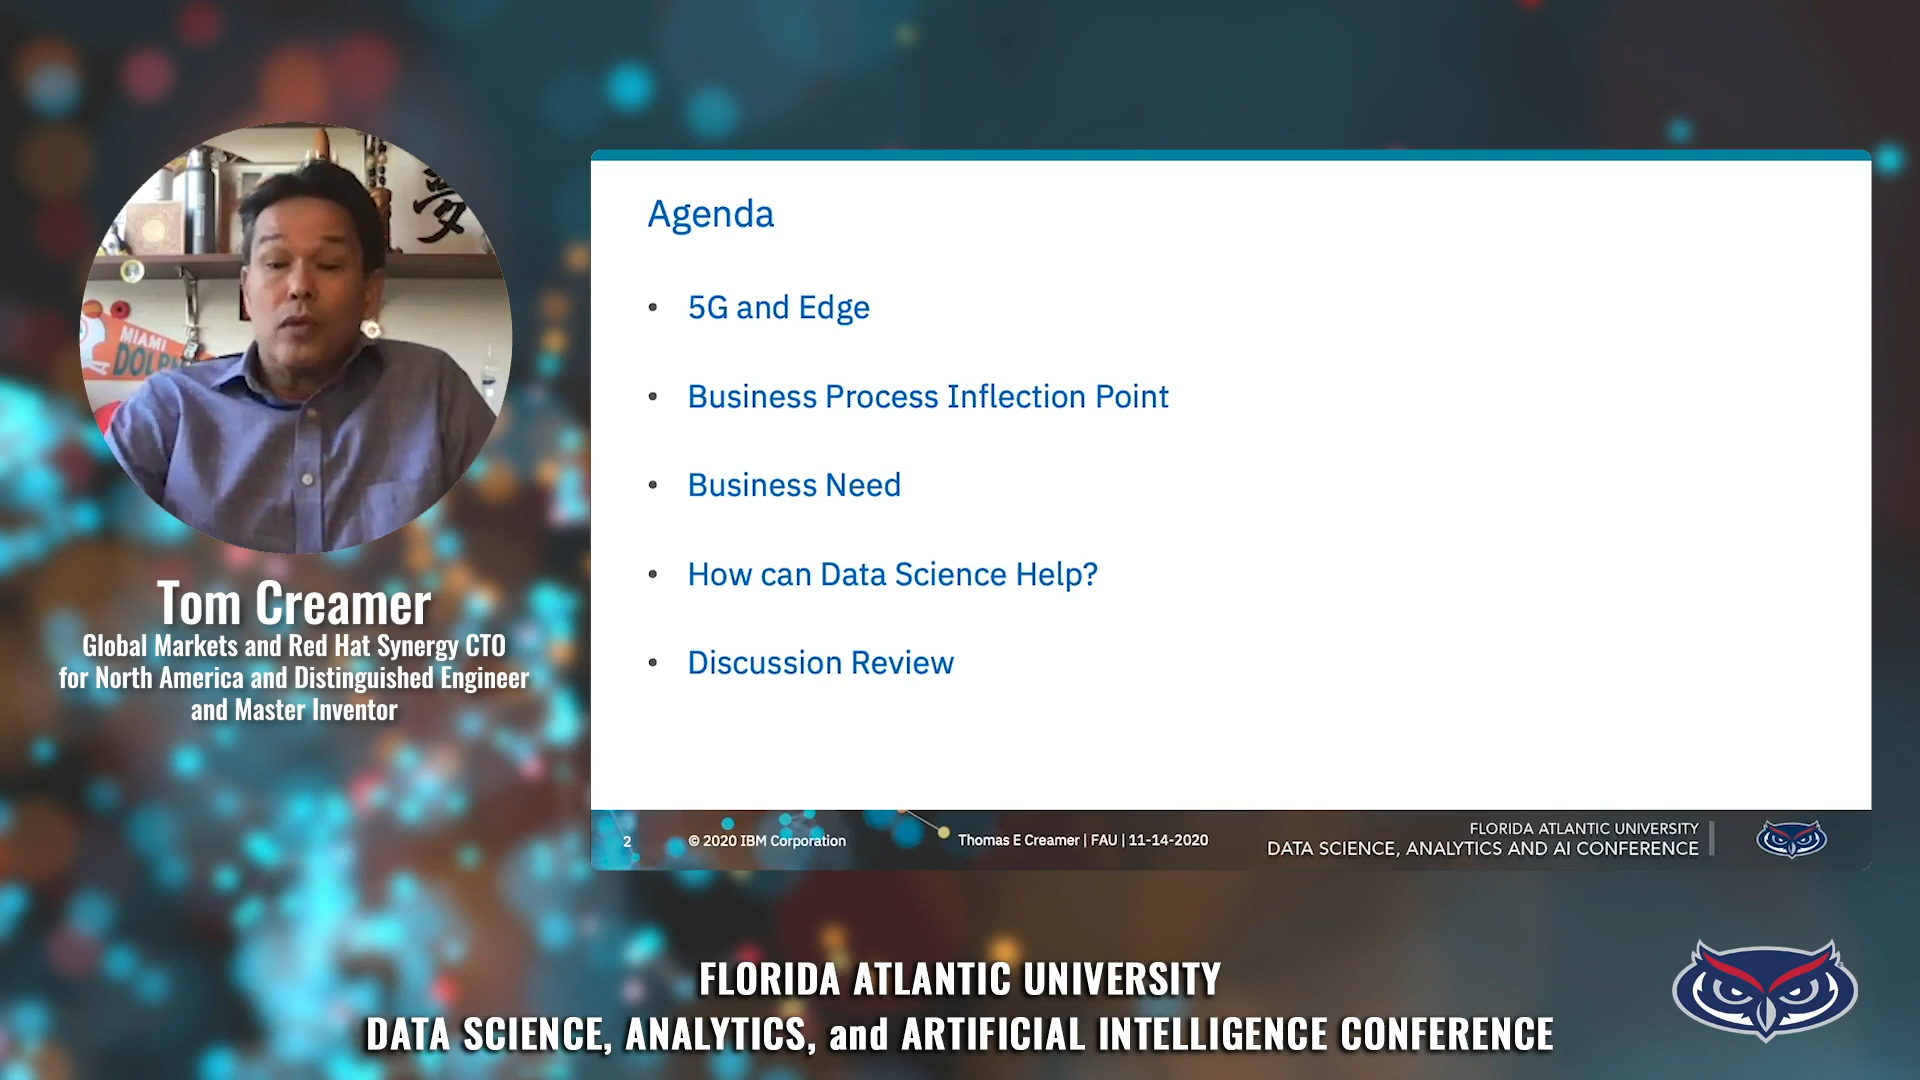 夢
MIAMI
Tom Creamer
Global Markets and Red Hat Synergy CTO
for North America and Distinguished Engineer
and Master Inventor
Agenda
• 5G and Edge
• Business Process Inflection Point
• Business Need
• How can Data Science Help?
• Discussion Review
2
© 2020 IBM Corporation
Thomas E Creamer | FAU | 11-14-2020
FLORIDA ATLANTIC UNIVERSITY
DATA SCIENCE, ANALYTICS AND AI CONFERENCE
FLORIDA ATLANTIC UNIVERSITY
DATA SCIENCE, ANALYTICS, and ARTIFICIAL INTELLIGENCE CONFERENCE